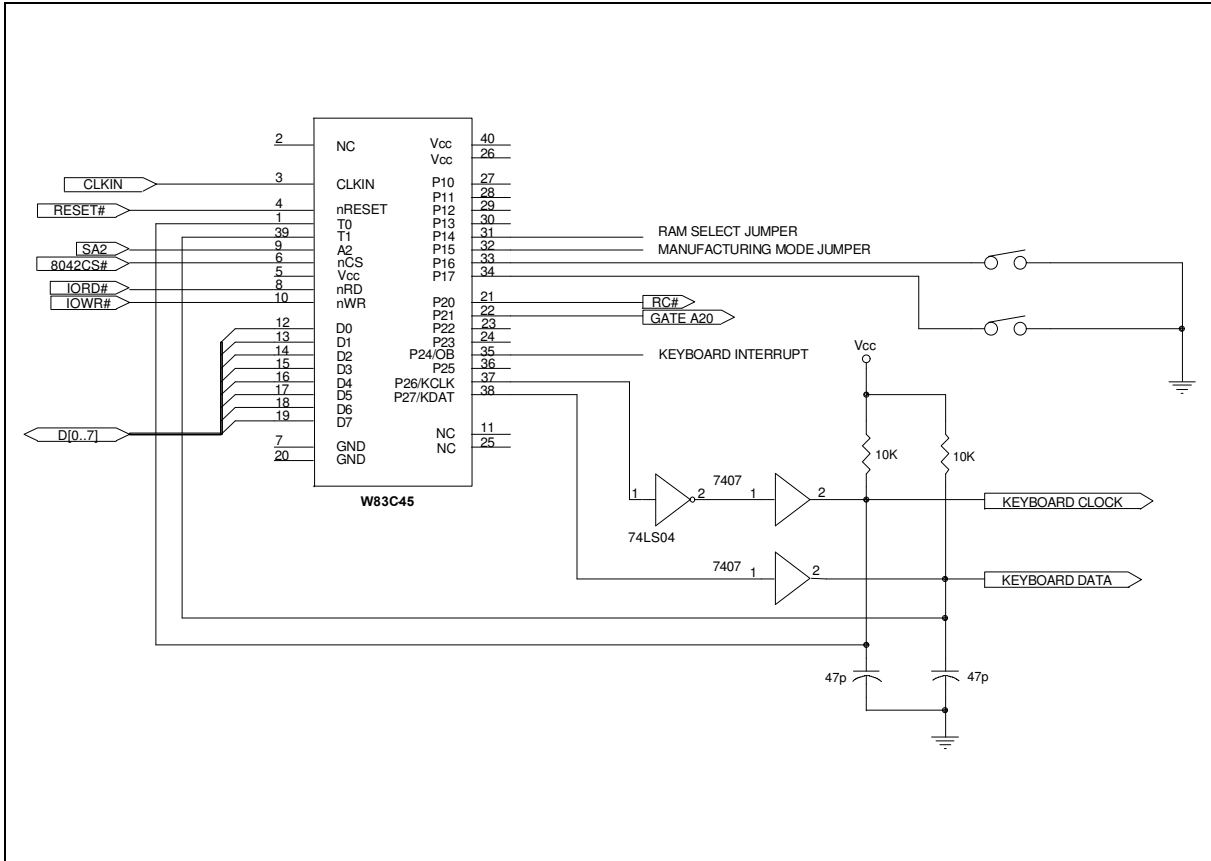 2 NC Vcc 40
Vcc 26
CLKIN 3 CLKIN P10 27
P11 28
RESET# 4 nRESET P12 29
1 T0 P13 30
39 T1 P14 31 RAM SELECT JUMPER
SA2 9 A2 P15 32 MANUFACTURING MODE JUMPER
8042CS# 6 nCS P16 33
5 Vcc P17 34
IORD# 8 nRD
IOWR# 10 nWR P20 21 RC#
P21 22 GATE A20
12 D0 P22 23
13 D1 P23 24
14 D2 P24/OB 35 KEYBOARD INTERRUPT
Vcc
15 D3 P25 36
16 D4 P26/KCLK 37
17 D5 P27/KDAT 38
18 D6
19 D7
D[0..7]
NC 11
7 GND NC 25
20 GND
10K 10K
W83C45
7407
1 2 1 2 KEYBOARD CLOCK
74LS04
7407
1 2 KEYBOARD DATA
47p 47p